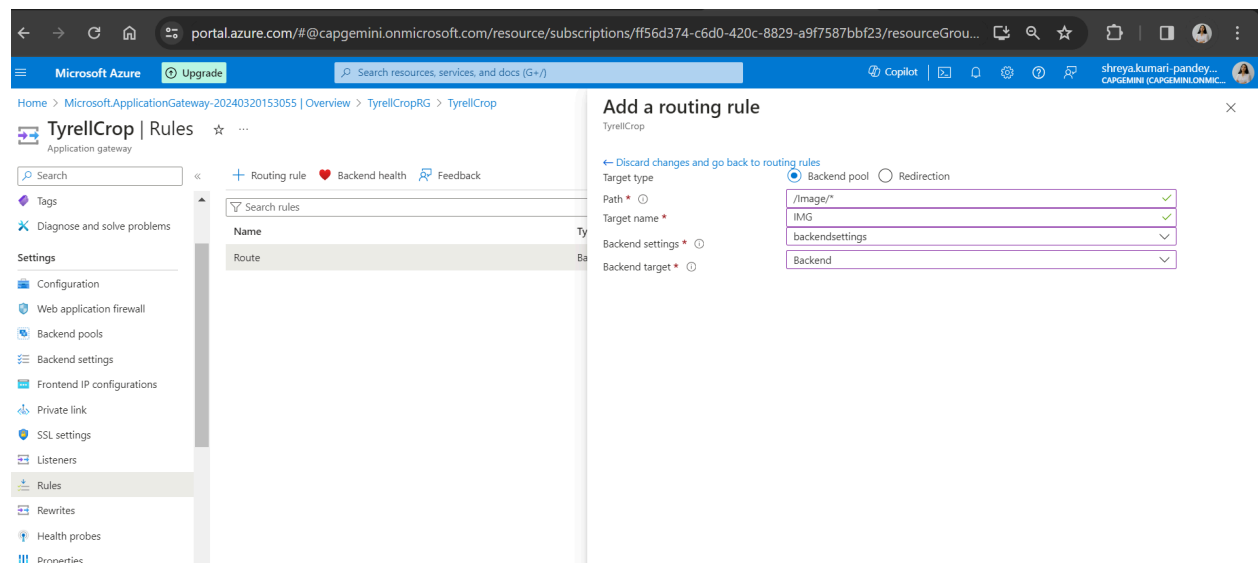 portal.azure.com/#@capgemini.onmicrosoft.com/resource/subscriptions/ff56d374-c6d0-420c-8829-a9f7587bbf23/resourceGrou...
Microsoft Azure
Upgrade
Search resources, services, and docs (G+/)
Copilot
shreya.kumari-pandey...
CAPGEMINI (CAPGEMINI.ONMIC...
Home > Microsoft.ApplicationGateway-20240320153055 | Overview > TyrellCropRG > TyrellCrop
TyrellCrop | Rules
Application gateway
Search
Tags
Diagnose and solve problems
Settings
Configuration
Web application firewall
Backend pools
Backend settings
Frontend IP configurations
Private link
SSL settings
Listeners
Rules
Rewrites
Health probes
Properties
+ Routing rule
Backend health
Feedback
Search rules
Name Ty
Route Ba
Add a routing rule
TyrellCrop
← Discard changes and go back to routing rules
Target type Backend pool Redirection
Path * /Image/*
Target name * IMG
Backend settings * backendsettings
Backend target * Backend